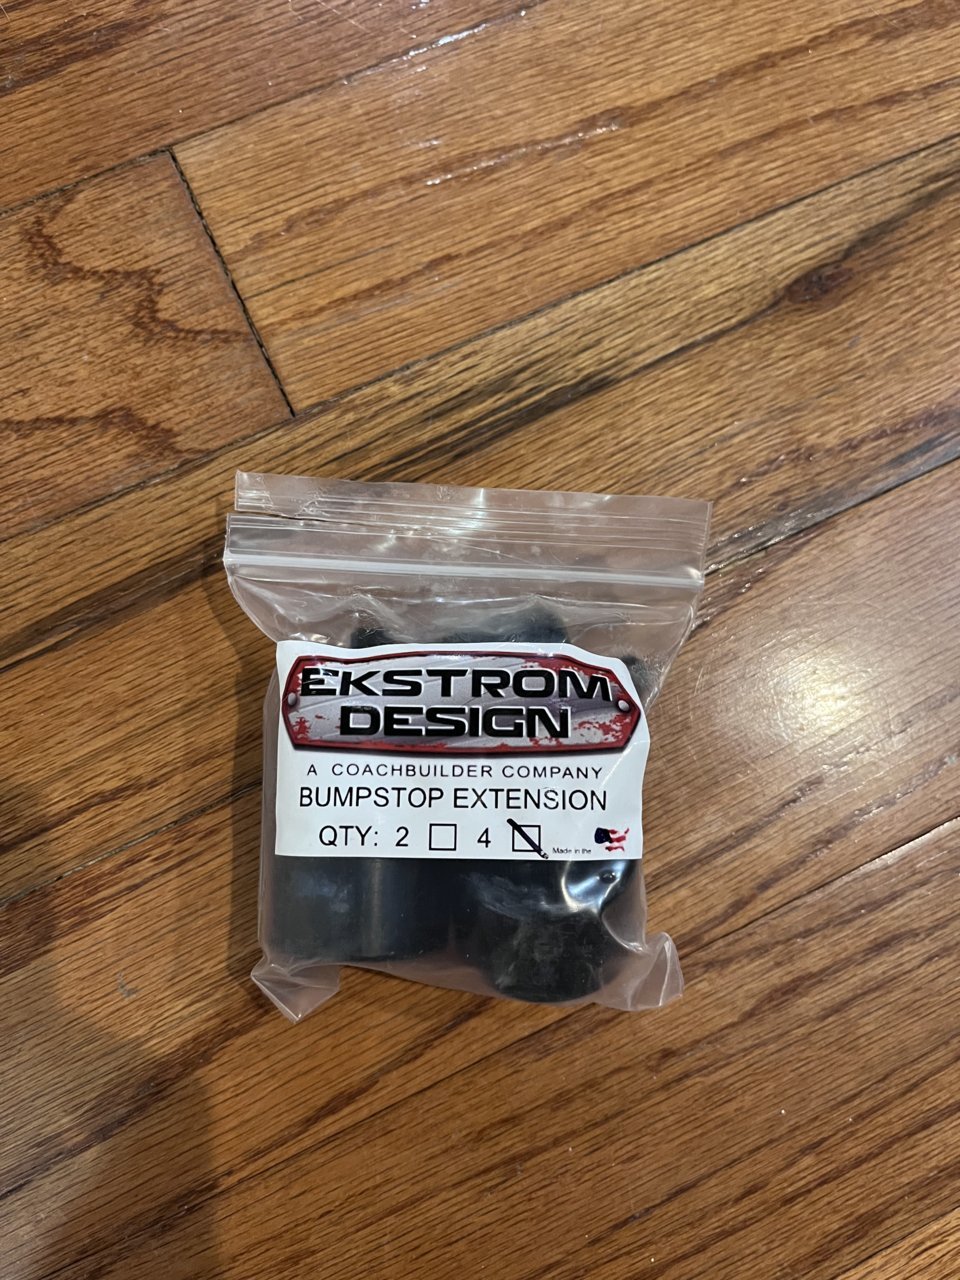 EKSTROM
DESIGN
A COACHBUILDER COMPANY
BUMPSTOP EXTENSION
QTY: 2 4 Made in the